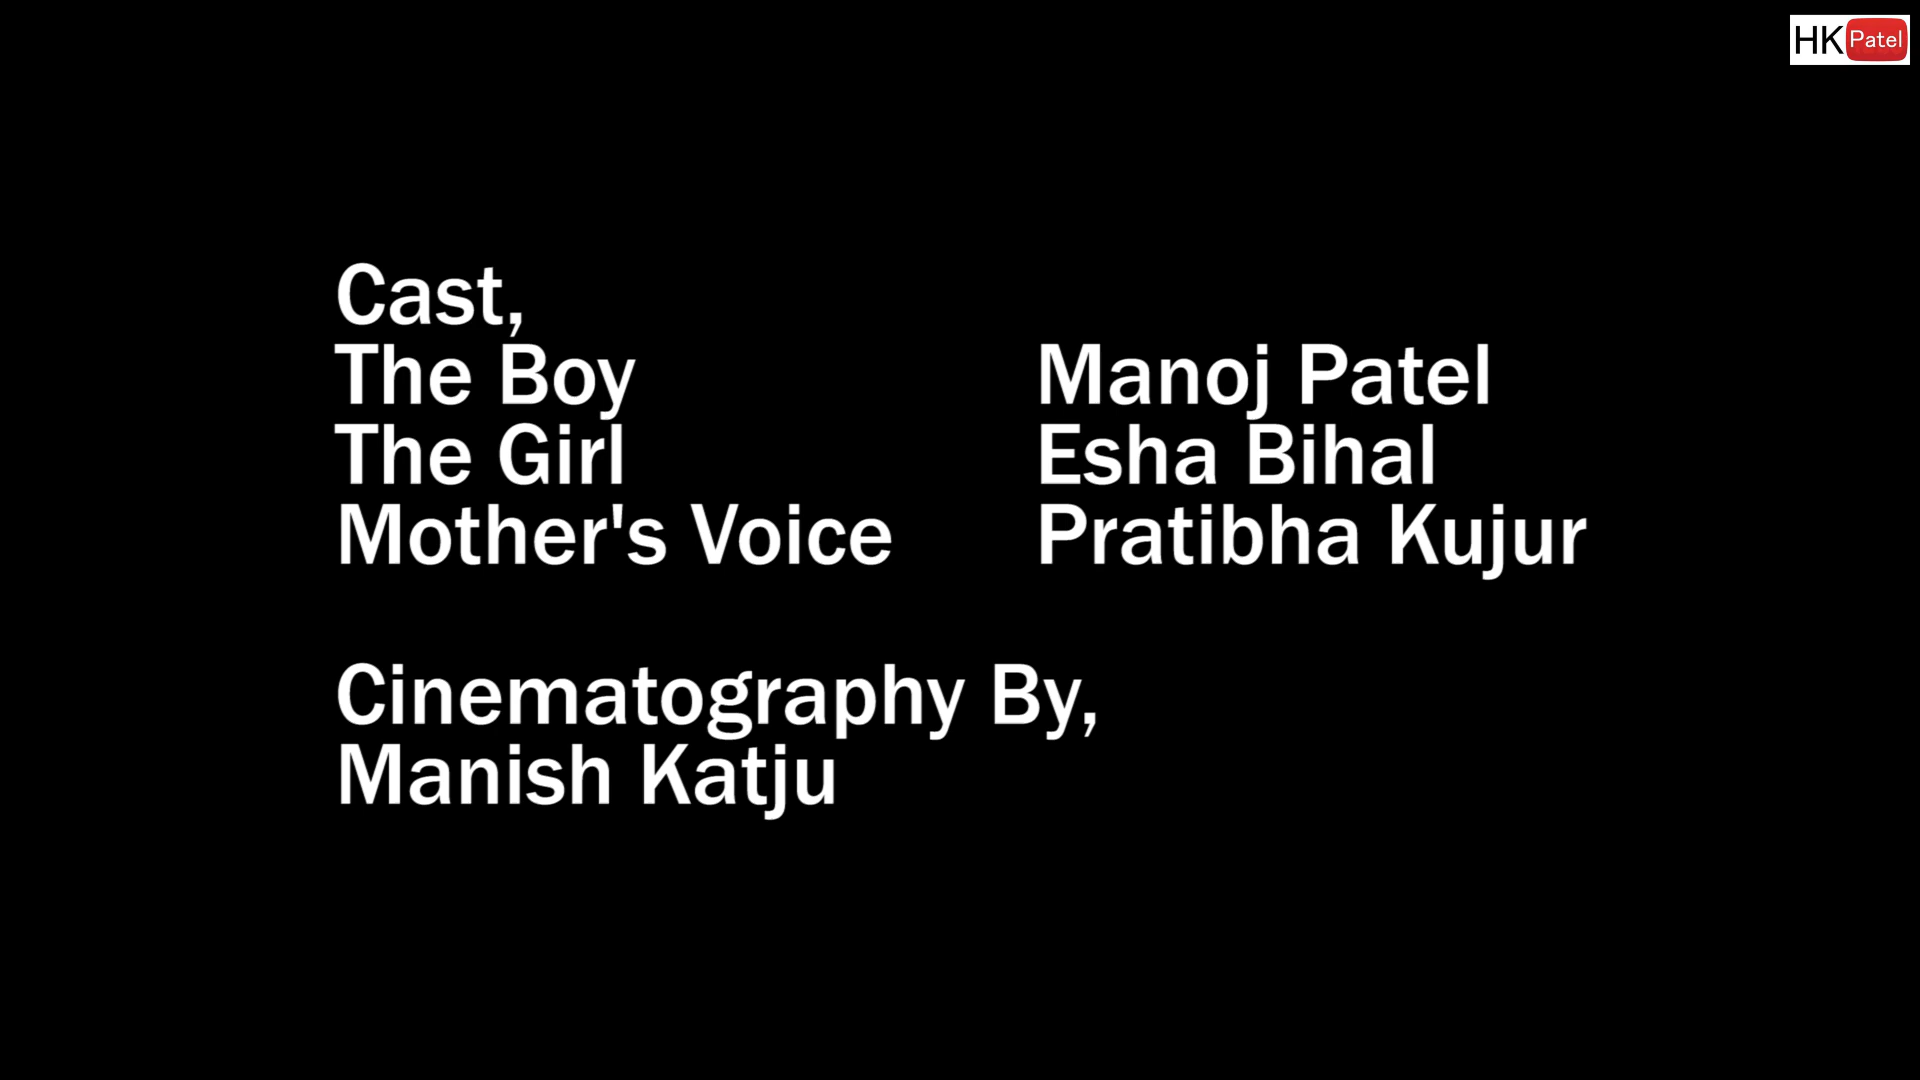 HK Patel
Cast,
The Boy Manoj Patel
The Girl Esha Bihal
Mother's Voice Pratibha Kujur
Cinematography By,
Manish Katju